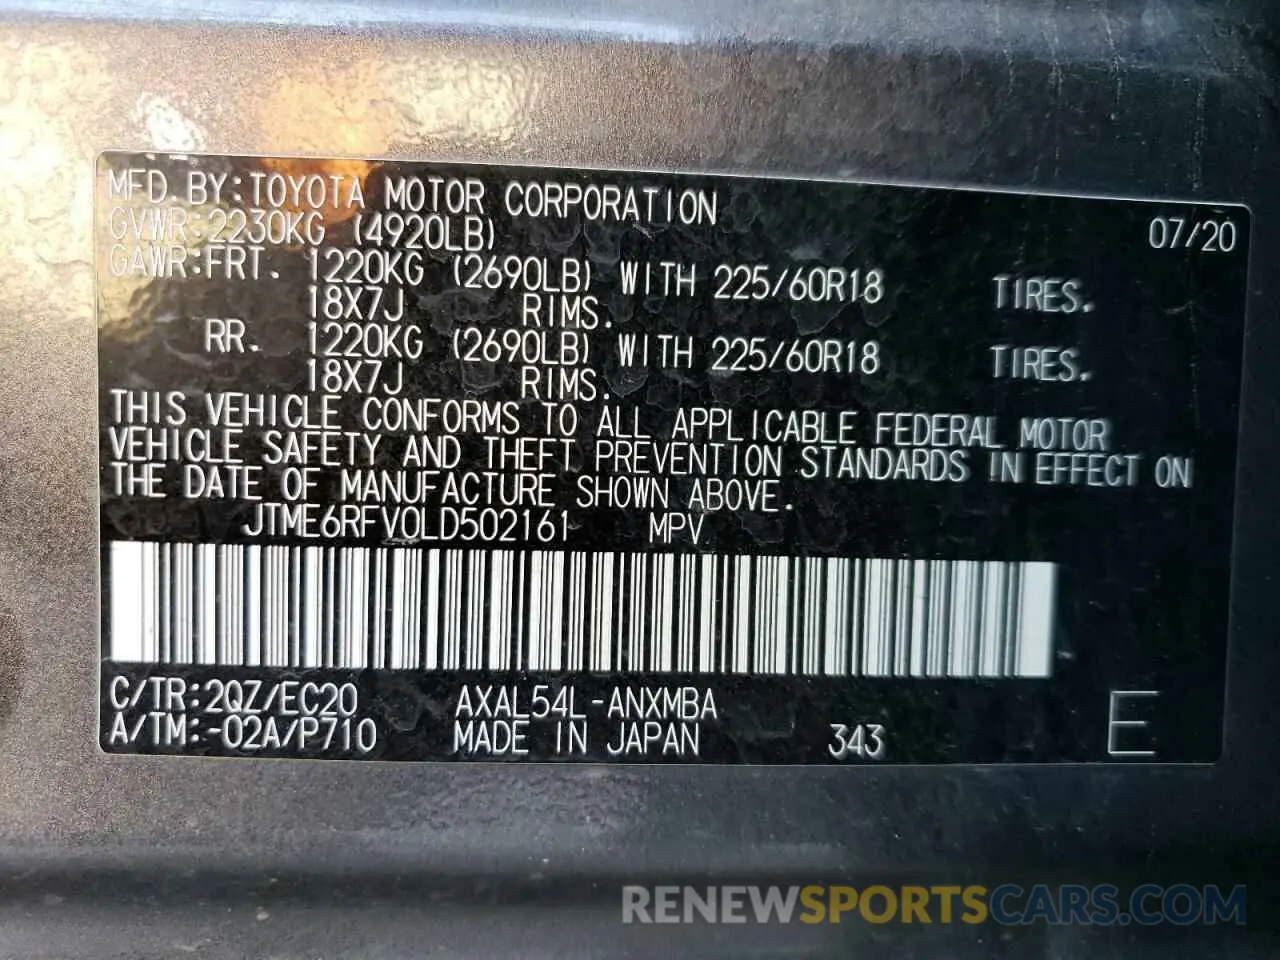 MFD.BY:TOYOTA MOTOR CORPORATION 07/20
GVWR:2230KG (4920LB)
GAWR:FRT. 1220KG (2690LB) WITH 225/60R18 TIRES.
18X7J RIMS.
RR. 1220KG (2690LB) WITH 225/60R18 TIRES.
18X7J RIMS.
THIS VEHICLE CONFORMS TO ALL APPLICABLE FEDERAL MOTOR
VEHICLE SAFETY AND THEFT PREVENTION STANDARDS IN EFFECT ON
THE DATE OF MANUFACTURE SHOWN ABOVE.
JTME6RFV0LD502161 MPV
C/TR:2QZ/EC20 AXAL54L-ANXMBA
A/TM:-02A/P710 MADE IN JAPAN 343 E
RENEWSPORTSCARS.COM